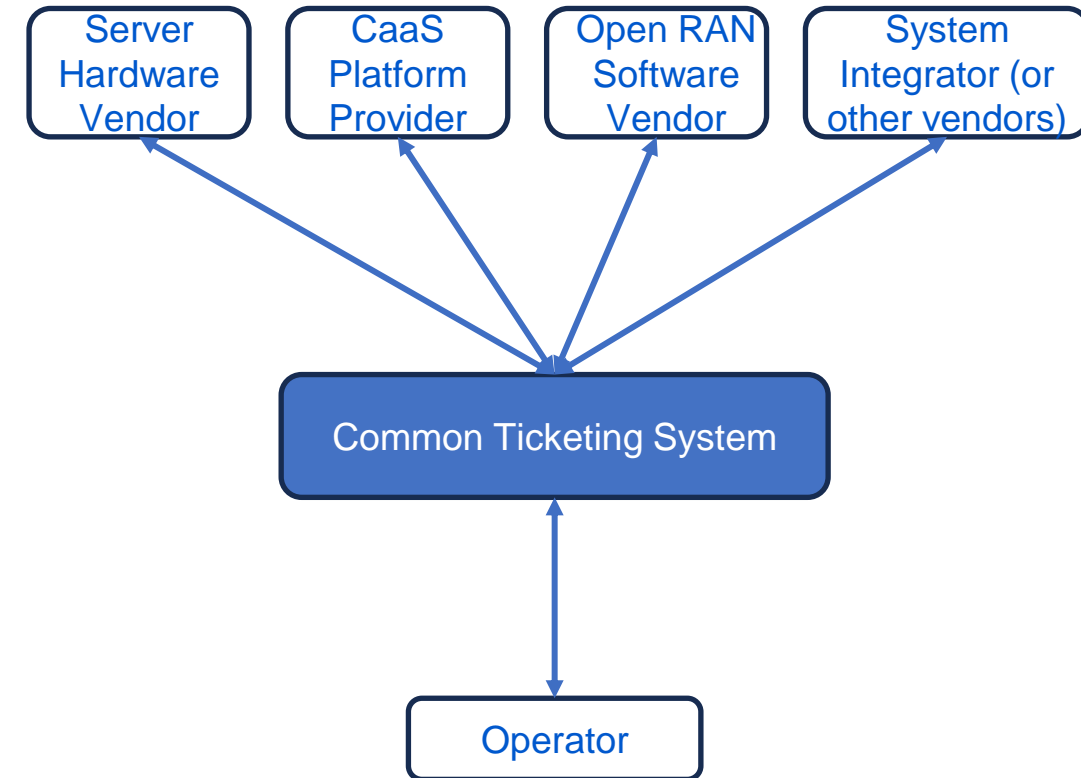 Server
Hardware
Vendor
CaaS
Platform
Provider
Open RAN
Software
Vendor
System
Integrator (or
other vendors)
Common Ticketing System
Operator